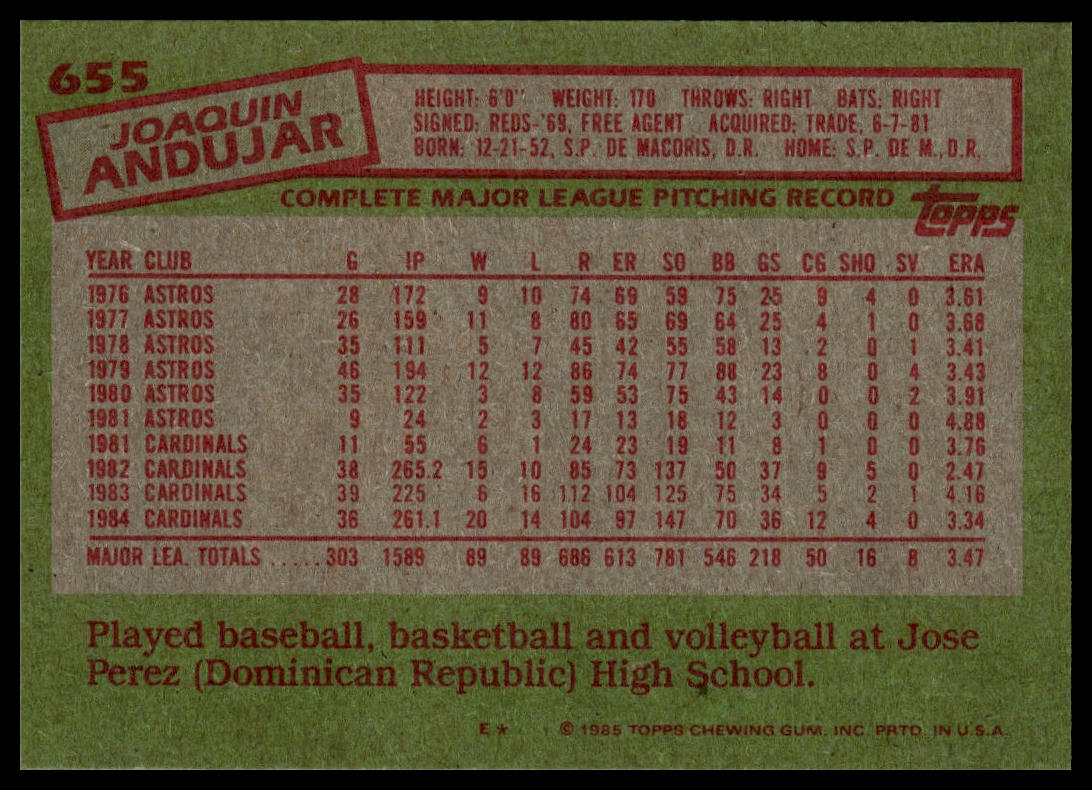 655
JOAQUIN
ANDUJAR
HEIGHT: 6'0" WEIGHT: 170 THROWS: RIGHT BATS: RIGHT
SIGNED: REDS-'69, FREE AGENT ACQUIRED: TRADE, 6-7-81
BORN: 12-21-52, S.P. DE MACORIS, D.R. HOME: S.P. DE M., D.R.
COMPLETE MAJOR LEAGUE PITCHING RECORD
Topps
YEAR CLUB G IP W L R ER SO BB GS CG SHO SV ERA
1976 ASTROS 28 172 9 10 74 69 59 75 25 9 4 0 3.61
1977 ASTROS 26 159 11 8 80 65 69 64 25 4 1 0 3.68
1978 ASTROS 35 111 5 7 45 42 55 58 13 2 0 1 3.41
1979 ASTROS 46 194 12 12 86 74 77 88 23 8 0 4 3.43
1980 ASTROS 35 122 3 8 59 53 75 43 14 0 0 2 3.91
1981 ASTROS 9 24 2 3 17 13 18 12 3 0 0 0 4.88
1981 CARDINALS 11 55 6 1 24 23 19 11 8 1 0 0 3.76
1982 CARDINALS 38 265.2 15 10 85 73 137 50 37 9 5 0 2.47
1983 CARDINALS 39 225 6 16 112 104 125 75 34 5 2 1 4.16
1984 CARDINALS 36 261.1 20 14 104 97 147 70 36 12 4 0 3.34
MAJOR LEA. TOTALS .....303 1589 89 89 686 613 781 546 218 50 16 8 3.47
Played baseball, basketball and volleyball at Jose
Perez (Dominican Republic) High School.
E* © 1985 TOPPS CHEWING GUM, INC. PRTD. IN U.S.A.